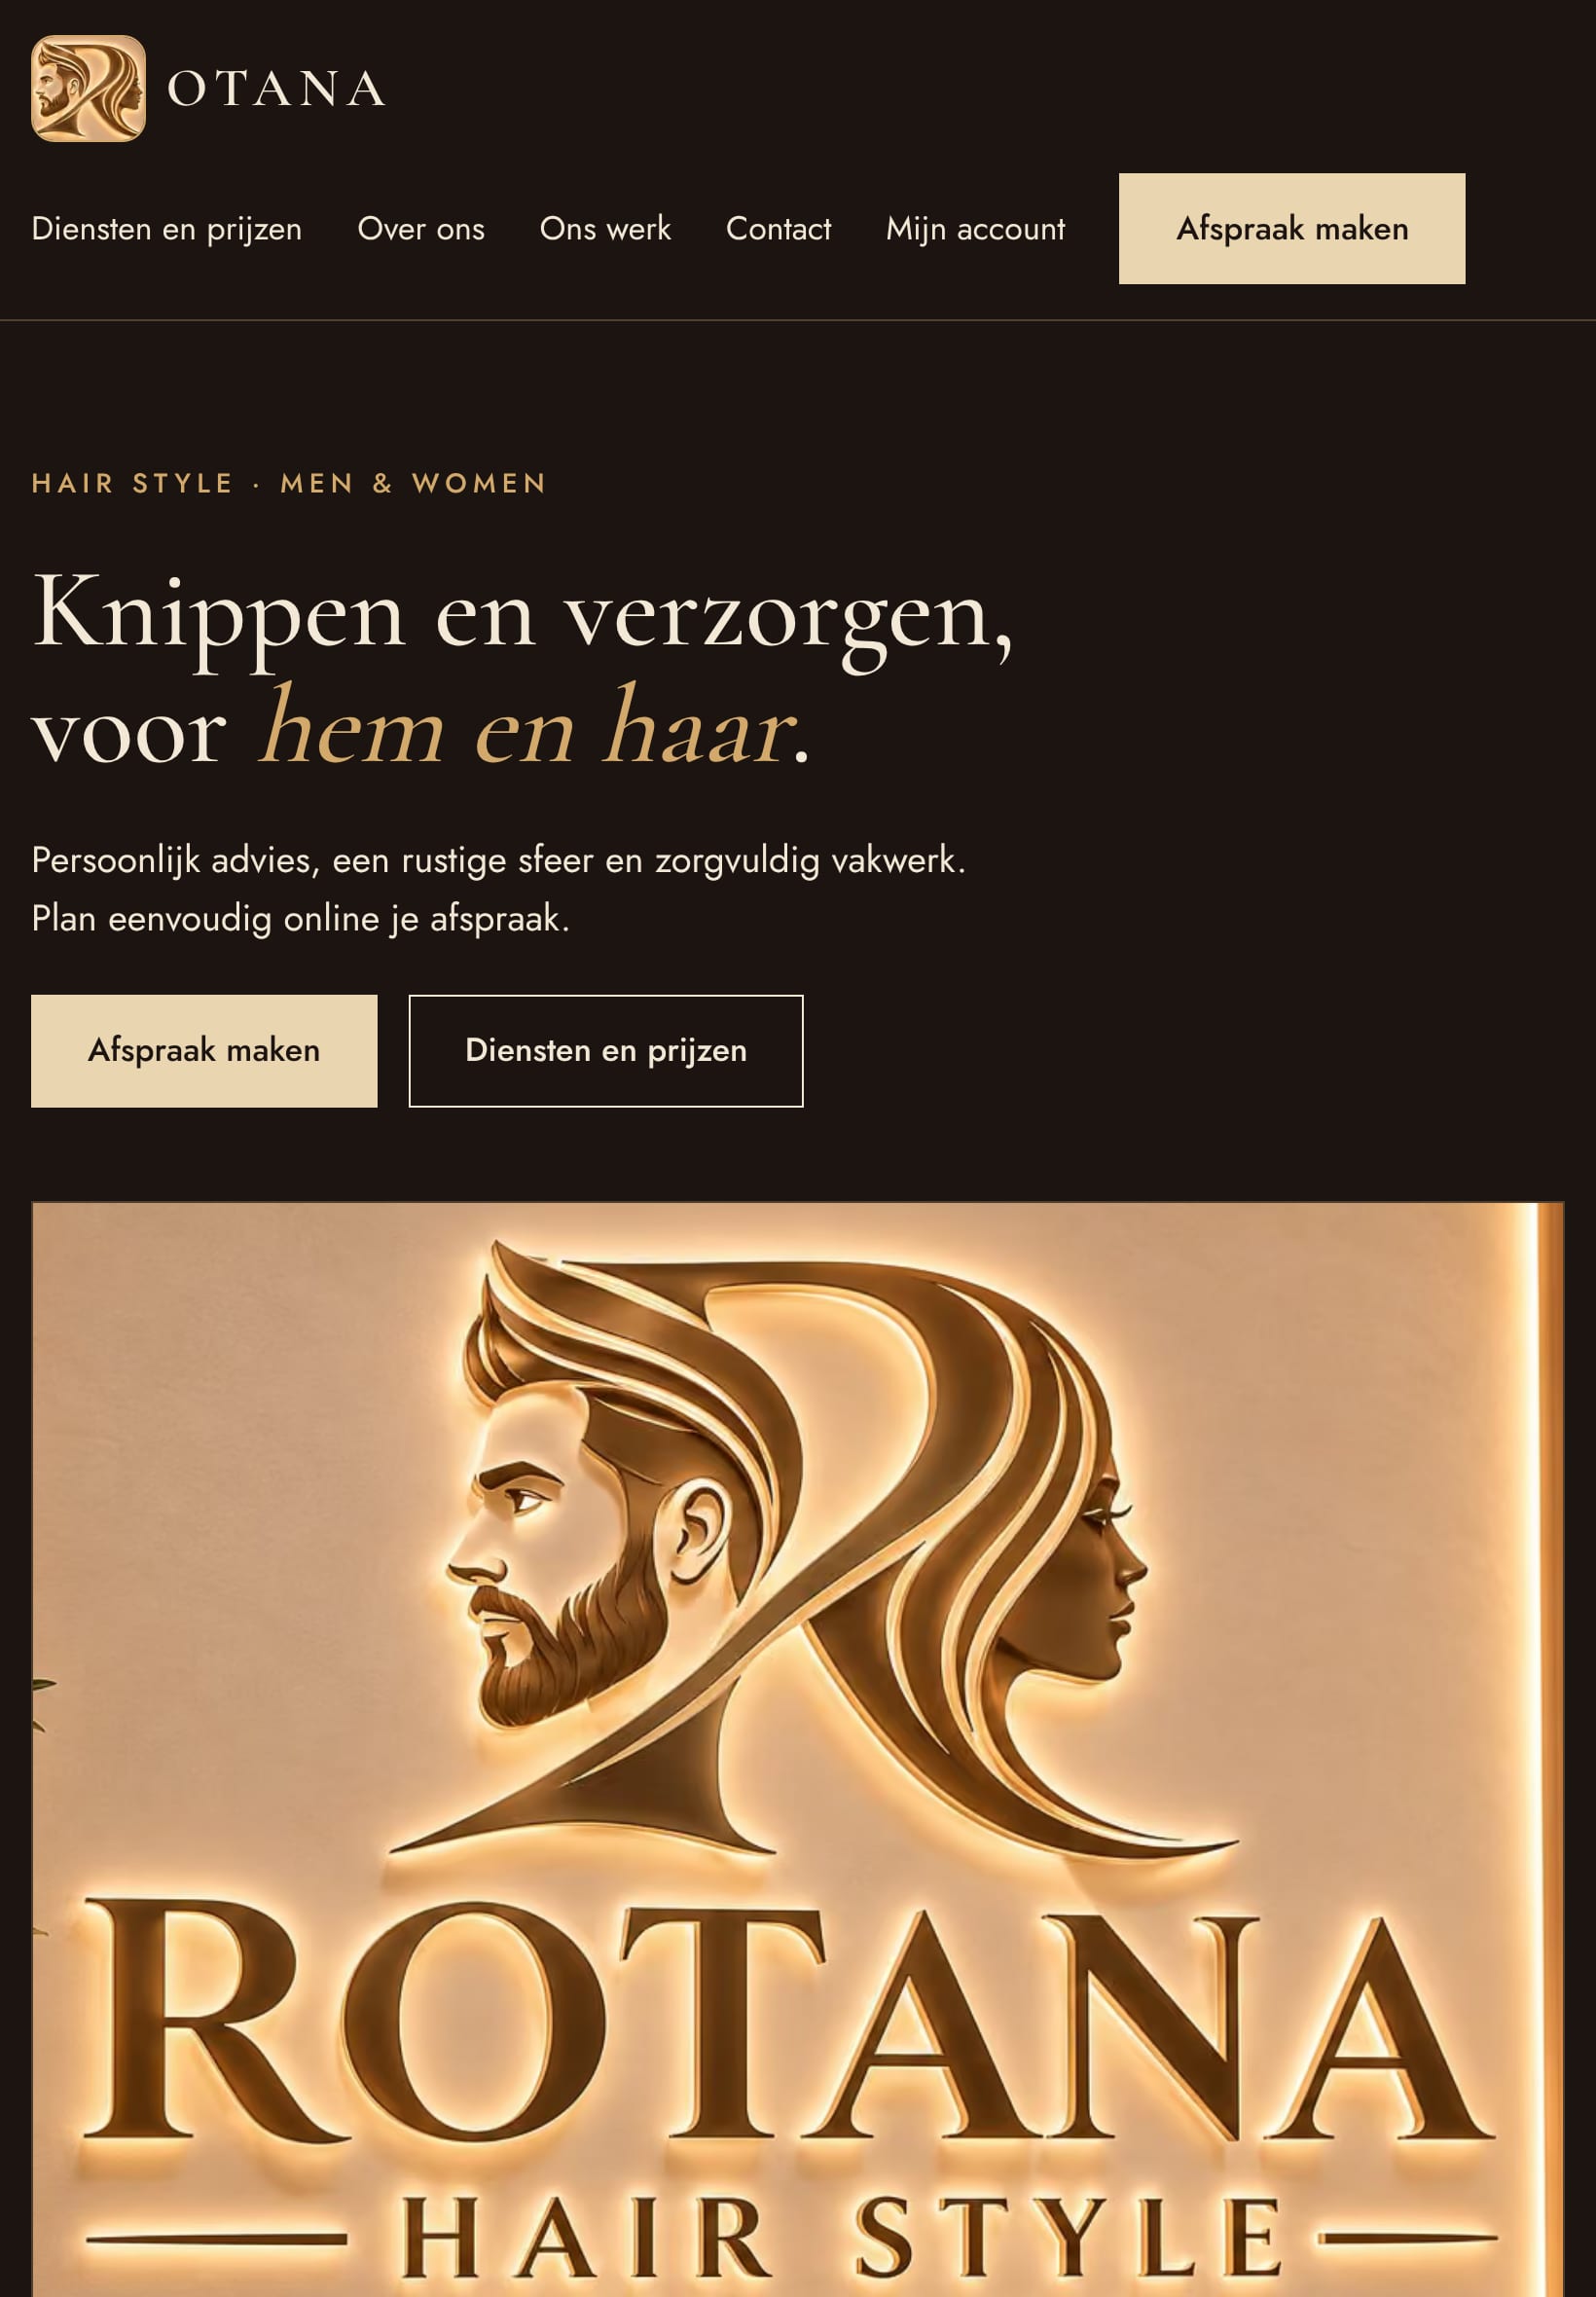 OTANA
Diensten en prijzen Over ons Ons werk Contact Mijn account Afspraak maken
HAIR STYLE · MEN & WOMEN
Knippen en verzorgen,
voor hem en haar.
Persoonlijk advies, een rustige sfeer en zorgvuldig vakwerk.
Plan eenvoudig online je afspraak.
Afspraak maken Diensten en prijzen
ROTANA
HAIR STYLE